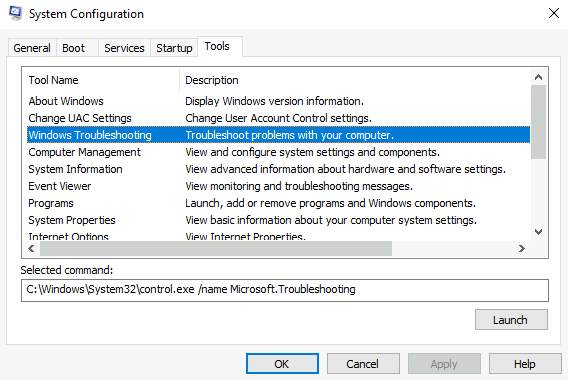 System Configuration
General Boot Services Startup Tools
Tool Name Description
About Windows Display Windows version information.
Change UAC Settings Change User Account Control settings.
Windows Troubleshooting Troubleshoot problems with your computer.
Computer Management View and configure system settings and components.
System Information View advanced information about hardware and software settings.
Event Viewer View monitoring and troubleshooting messages.
Programs Launch, add or remove programs and Windows components.
System Properties View basic information about your computer system settings.
Internet Options View Internet Properties.
Selected command:
C:\Windows\System32\control.exe /name Microsoft.Troubleshooting
Launch
OK Cancel Apply Help